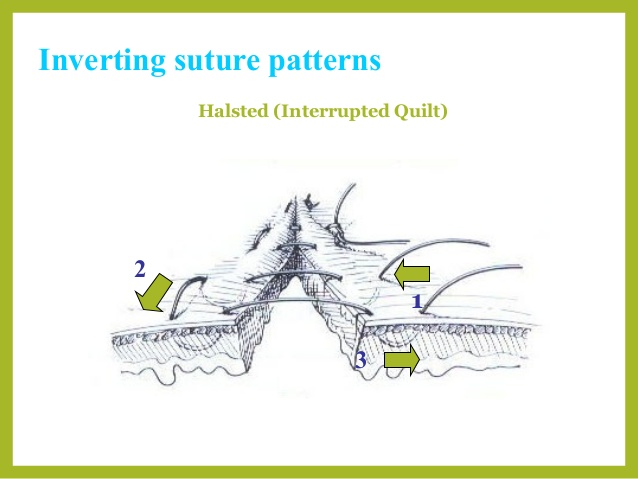 Inverting suture patterns
Halsted (Interrupted Quilt)
2
1
3